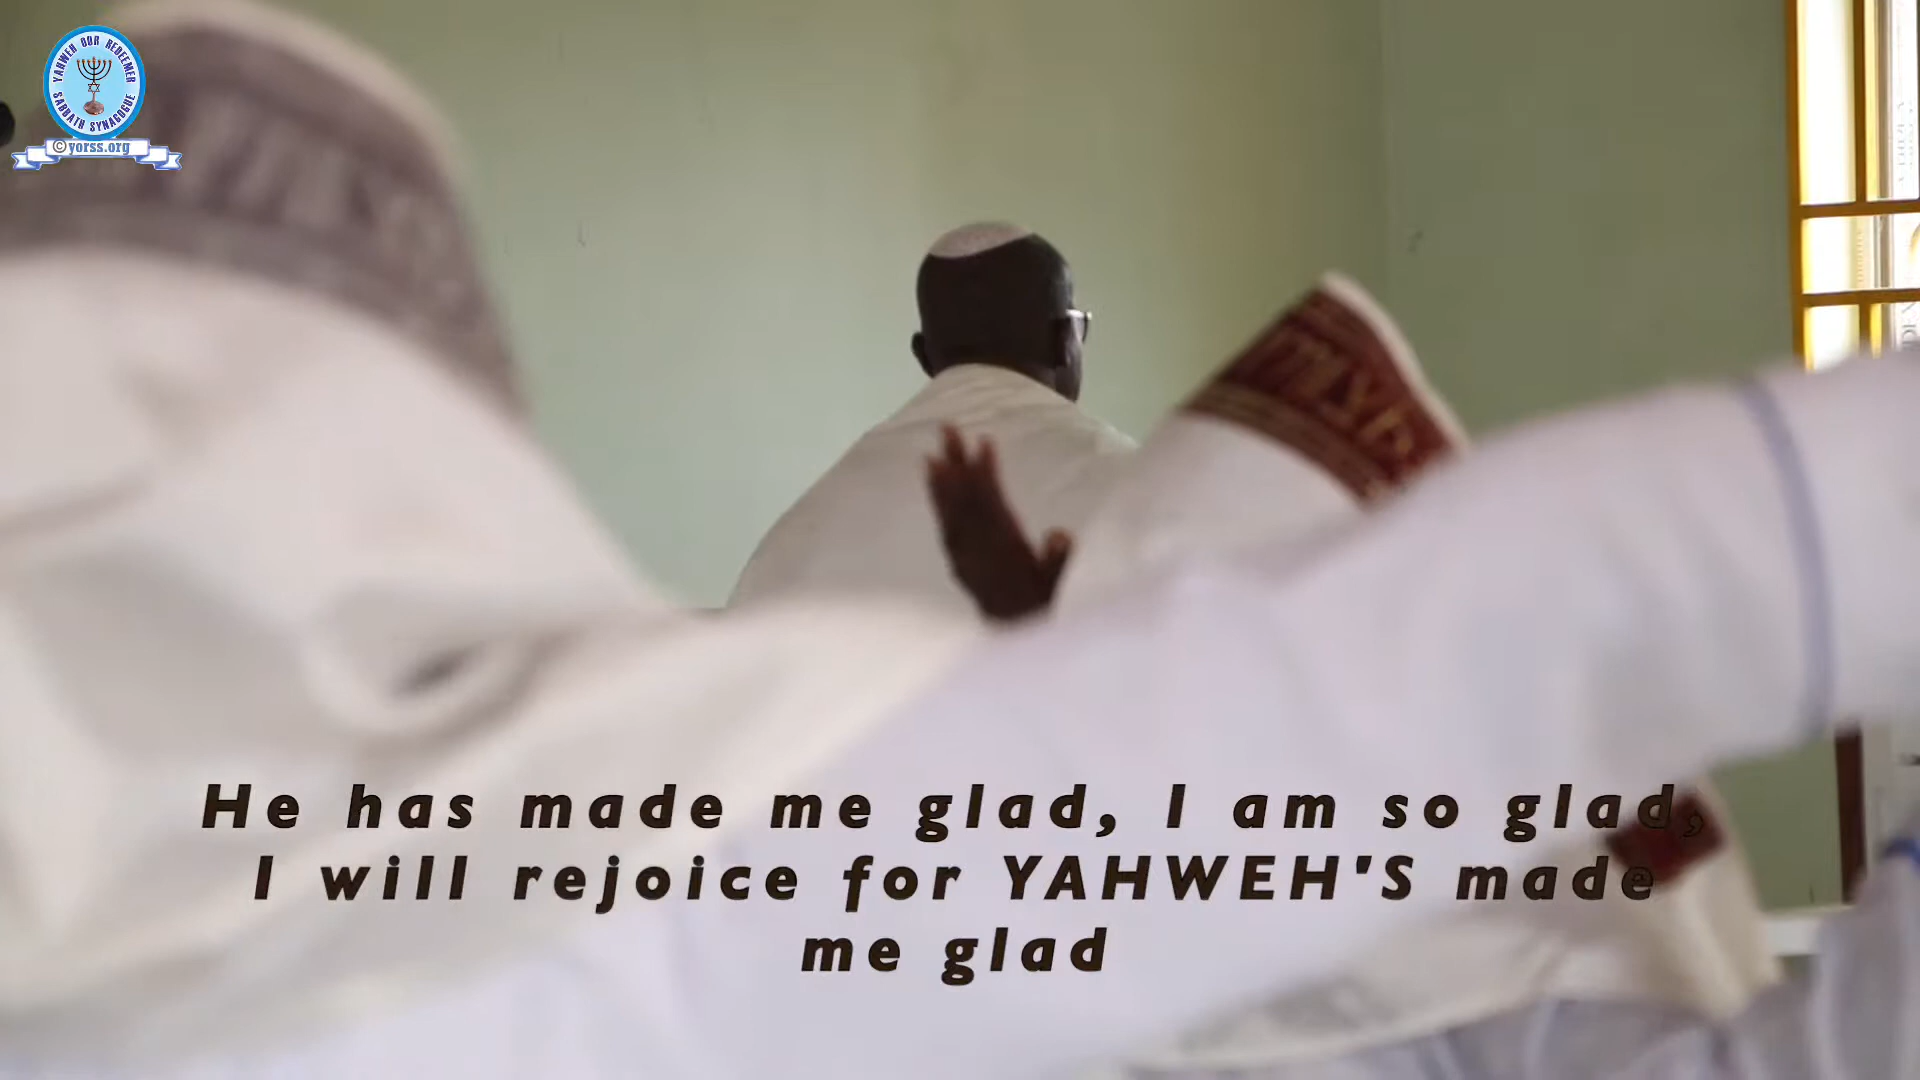 YAHWEH OUR REDEEMER
SABBATH SYNAGOGUE
©yorss.org
He has made me glad, I am so glad,
I will rejoice for YAHWEH'S made
me glad